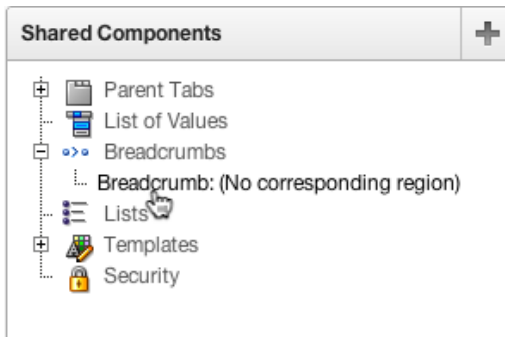 Shared Components
Parent Tabs
List of Values
Breadcrumbs
Breadcrumb: (No corresponding region)
Lists
Templates
Security